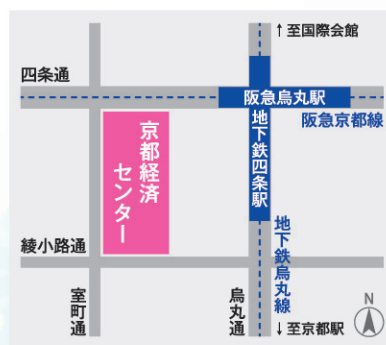 ↑至国際会館
四条通
阪急烏丸駅
阪急京都線
地下鉄四条駅
京都経済
センター
地下鉄烏丸線
綾小路通
室町通
烏丸通
↓至京都駅
N